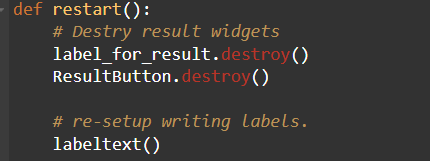 def restart():
# Destry result widgets
label_for_result.destroy()
ResultButton.destroy()
# re-setup writing labels.
labeltext()